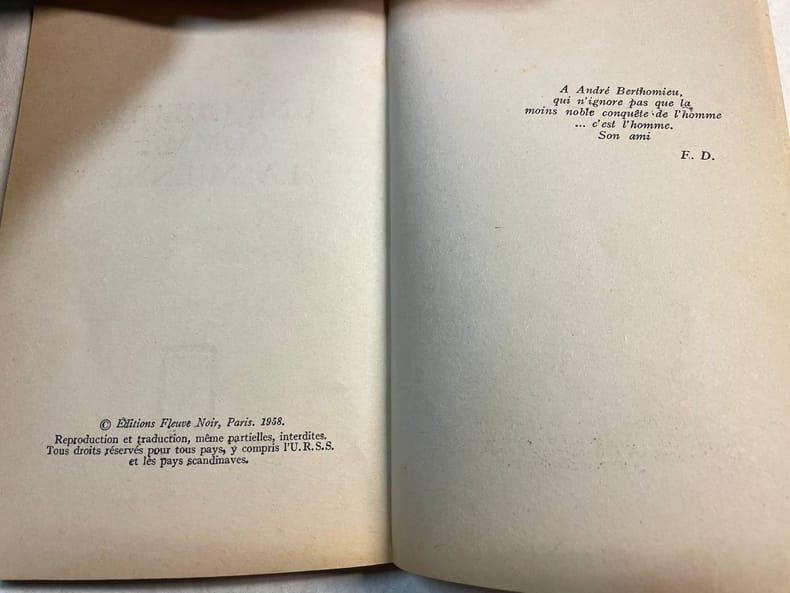 © Éditions Fleuve Noir, Paris. 1958.
Reproduction et traduction, même partielles, interdites.
Tous droits réservés pour tous pays, y compris l'U.R.S.S.
et les pays scandinaves.
A André Berthomieu,
qui n'ignore pas que la
moins noble conquête de l'homme
... c'est l'homme.
Son ami
F. D.